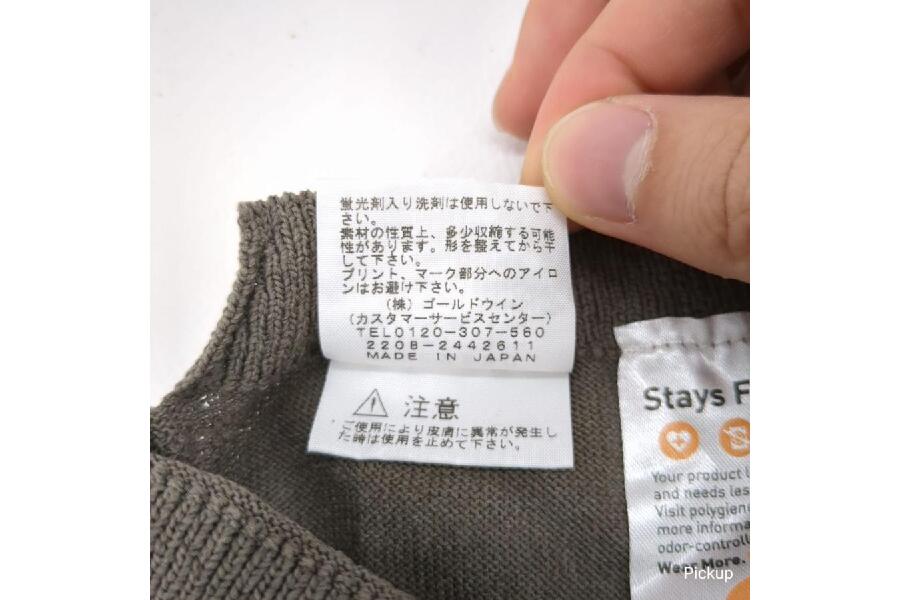 蛍光剤入り洗剤は使用しないで下
さい。
素材の性質上、多少収縮する可能
性があります。形を整えてから干
して下さい。
プリント、マーク部分へのアイロ
ンはお避け下さい。
(株)ゴールドウイン
(カスタマーサービスセンター)
TEL0120-307-560
2208-2442611
MADE IN JAPAN
注意
ご使用により皮膚に異常が発生し
た時は使用を止めて下さい。
Stays F
Your product l
and needs les
Visit polygien
more informa
odor-controll
Wear More.
Pickup